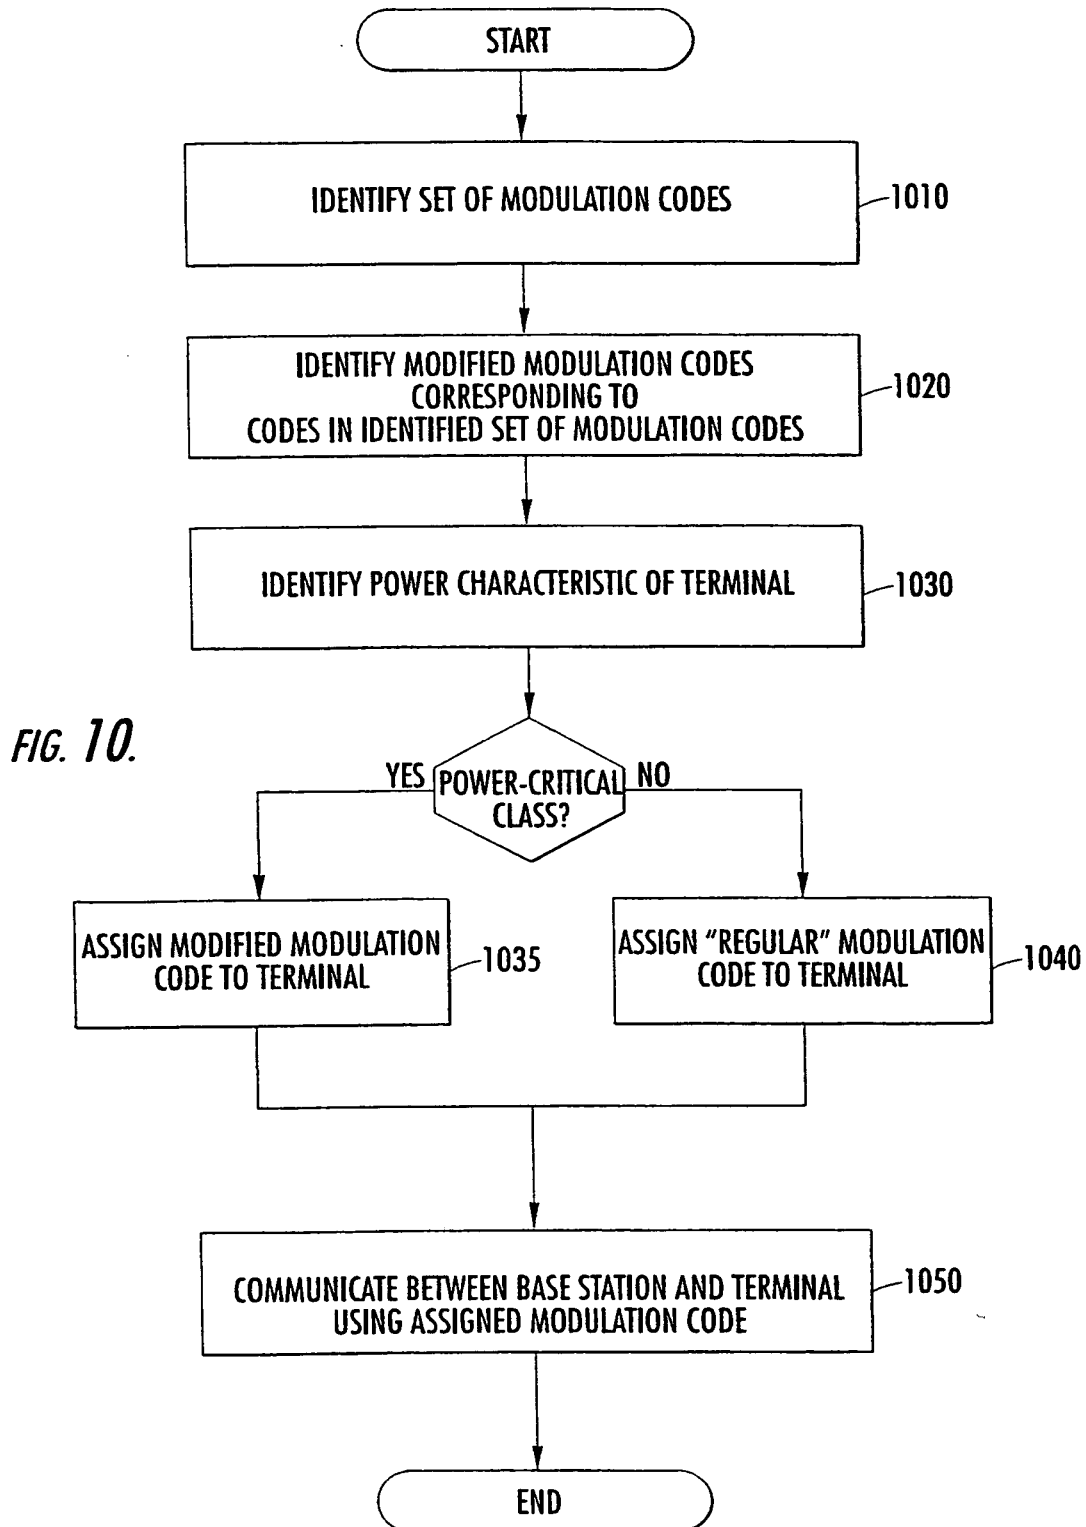 START
IDENTIFY SET OF MODULATION CODES
1010
IDENTIFY MODIFIED MODULATION CODES
CORRESPONDING TO
CODES IN IDENTIFIED SET OF MODULATION CODES
1020
IDENTIFY POWER CHARACTERISTIC OF TERMINAL
1030
FIG. 10.
YES
POWER-CRITICAL
CLASS?
NO
ASSIGN MODIFIED MODULATION
CODE TO TERMINAL
1035
ASSIGN "REGULAR" MODULATION
CODE TO TERMINAL
1040
COMMUNICATE BETWEEN BASE STATION AND TERMINAL
USING ASSIGNED MODULATION CODE
1050
END